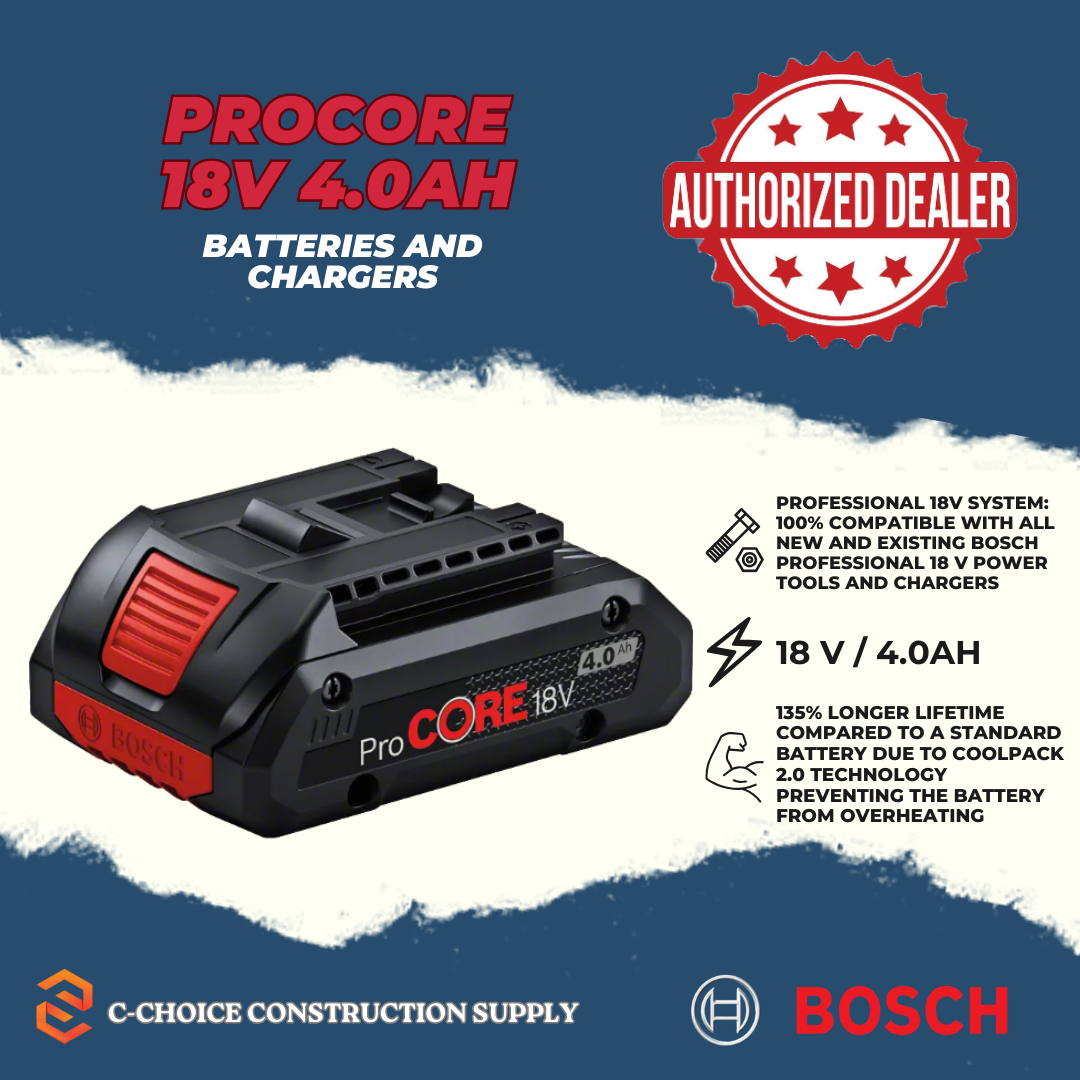 PROCORE
18V 4.0AH
BATTERIES AND
CHARGERS
AUTHORIZED DEALER
PROFESSIONAL 18V SYSTEM:
100% COMPATIBLE WITH ALL
NEW AND EXISTING BOSCH
PROFESSIONAL 18 V POWER
TOOLS AND CHARGERS
18 V / 4.0AH
135% LONGER LIFETIME
COMPARED TO A STANDARD
BATTERY DUE TO COOLPACK
2.0 TECHNOLOGY
PREVENTING THE BATTERY
FROM OVERHEATING
4.0 Ah
ProCORE 18V
BOSCH
C-CHOICE CONSTRUCTION SUPPLY
BOSCH